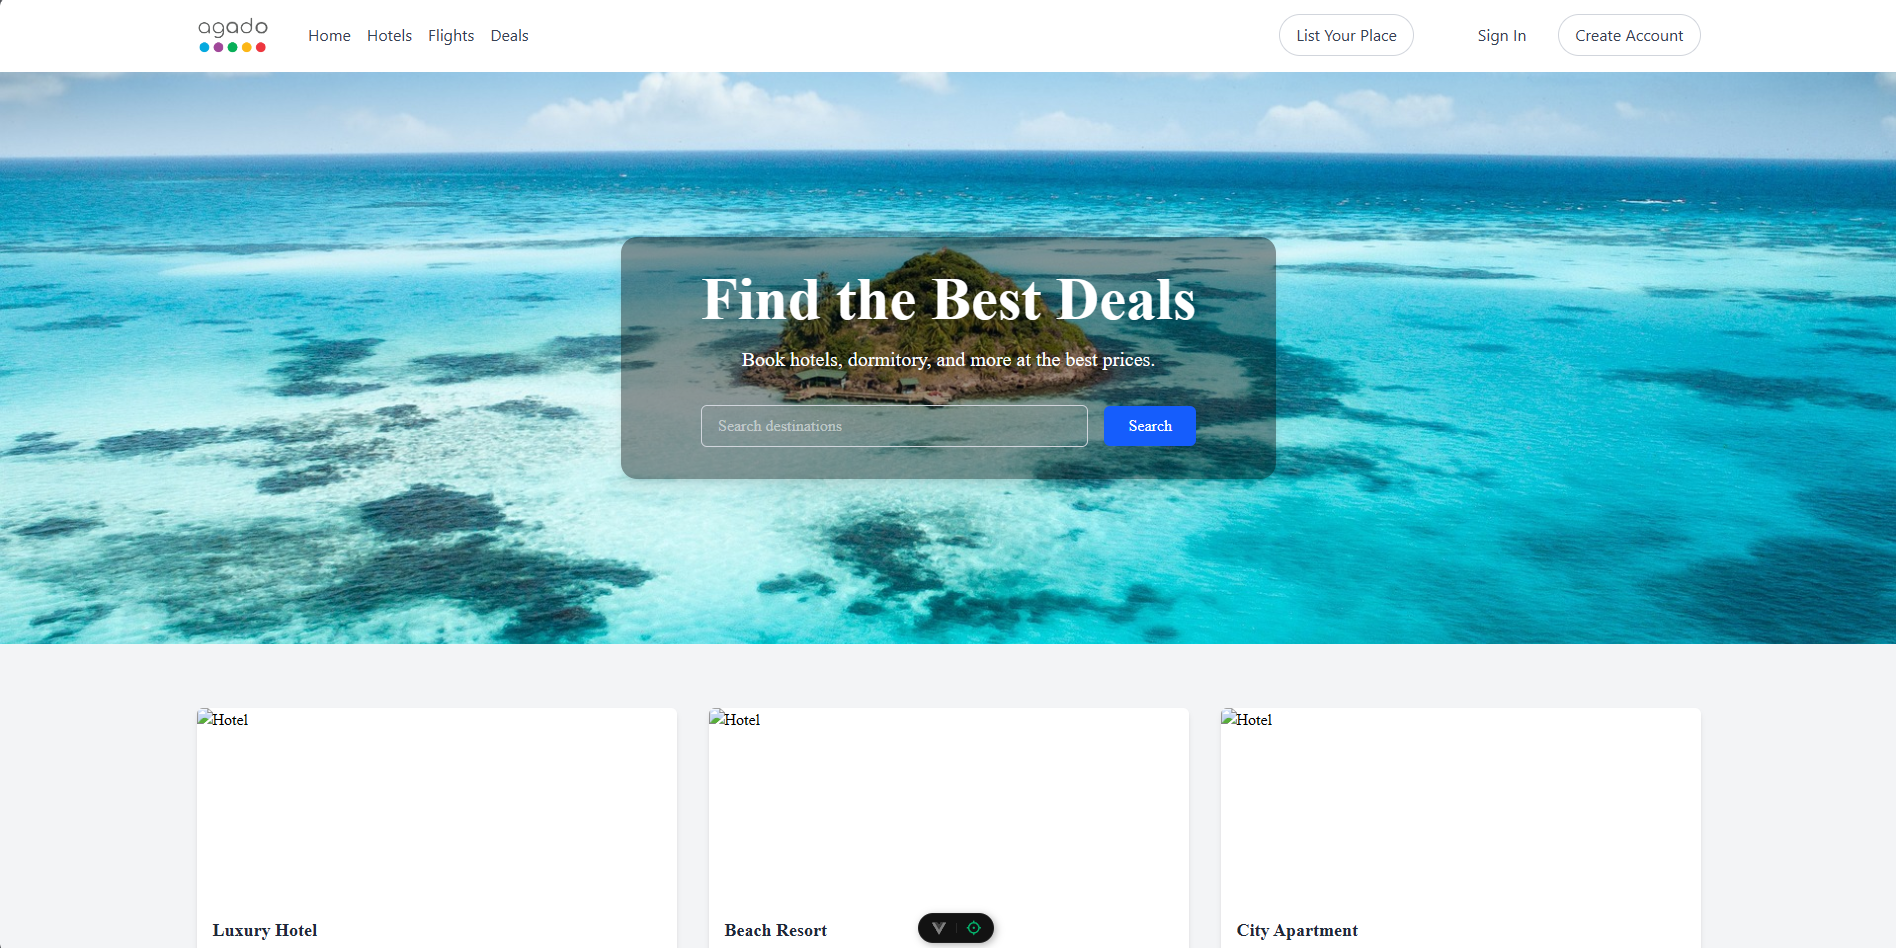 agado
Home Hotels Flights Deals List Your Place Sign In Create Account
Find the Best Deals
Book hotels, dormitory, and more at the best prices.
Search destinations Search
Hotel Hotel Hotel
Luxury Hotel Beach Resort City Apartment